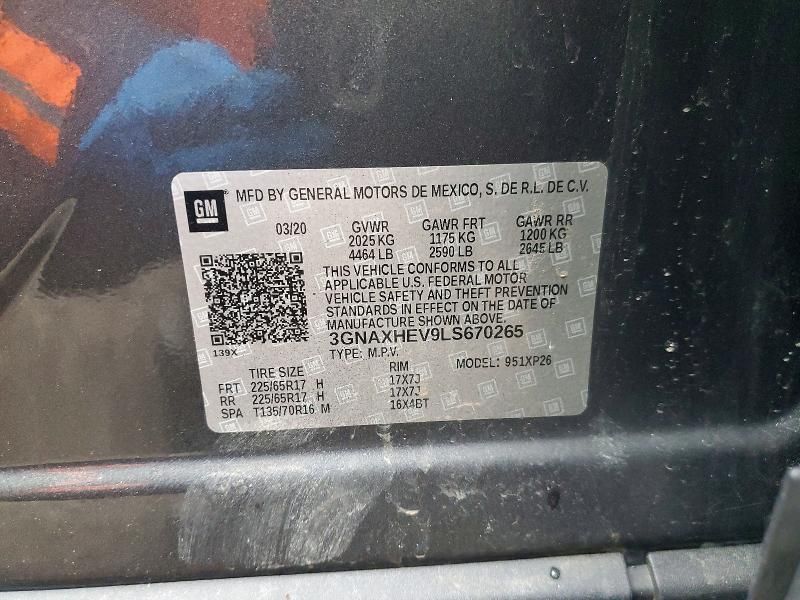 GM MFD BY GENERAL MOTORS DE MEXICO, S. DE R.L. DE C.V.
03/20 GVWR GAWR FRT GAWR RR
2025 KG 1175 KG 1200 KG
4464 LB 2590 LB 2645 LB
THIS VEHICLE CONFORMS TO ALL
APPLICABLE U.S. FEDERAL MOTOR
VEHICLE SAFETY AND THEFT PREVENTION
STANDARDS IN EFFECT ON THE DATE OF
MANUFACTURE SHOWN ABOVE.
3GNAXHEV9LS670265
139X
TYPE: M.P.V. MODEL: 951XP26
TIRE SIZE RIM
FRT 225/65R17 H 17X7J
RR 225/65R17 H 17X7J
SPA T135/70R16 M 16X4BT